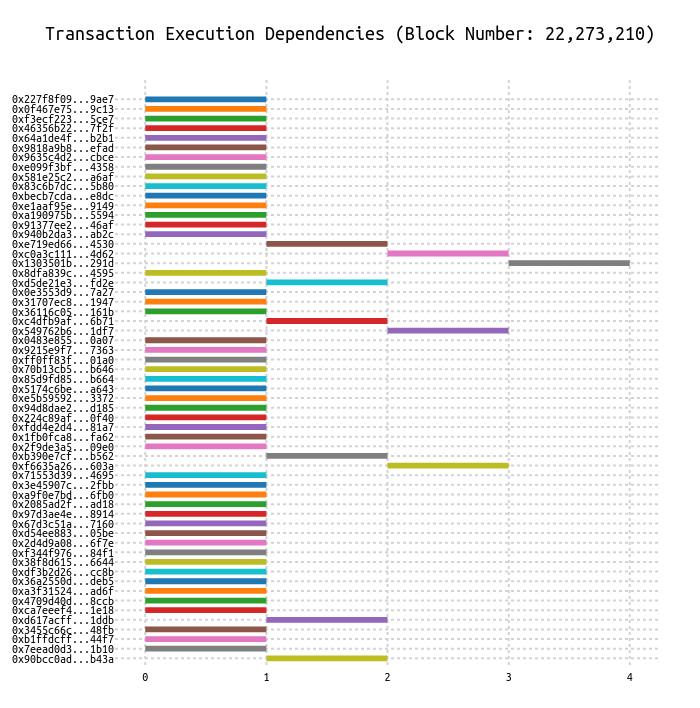 Transaction Execution Dependencies (Block Number: 22,273,210)
0x227f8f09...9ae7
0x0f467e75...9c13
0xf3ecf223...5ce7
0x46356b22...7f2f
0x64a1de4f...b2b1
0x9818a9b8...efad
0x9635c4d2...cbce
0xe099f3bf...4358
0x581e25c2...a6af
0x83c6b7dc...5b80
0xbecb7cda...e8dc
0xe1aaf95e...9149
0xa190975b...5594
0x91377ee2...46af
0x940b2da3...ab2c
0xe719ed66...4530
0xc0a3c111...4d62
0x1303501b...291d
0x8dfa839c...4595
0xd5de21e3...fd2e
0x0e3553d9...7a27
0x31707ec8...1947
0x36116c05...161b
0xc4dfb9af...6b71
0x549762b6...1df7
0x0483e855...0a07
0x9215e9f7...7363
0xff0ff83f...01a0
0x70b13cb5...b646
0x85d9fd85...b664
0x5174c6be...a643
0xe5b59592...3372
0x94d8dae2...d185
0x224c89af...0f40
0xfdd4e2d4...81a7
0x1fb0fca8...fa62
0x2f9de3a5...09e0
0xb390e7cf...b562
0xf6635a26...603a
0x71553d39...4695
0x3e45907c...2fbb
0xa9f0e7bd...6fb0
0x2085ad2f...ad18
0x97d3ae4e...8914
0x67d3c51a...7160
0xd54ee883...05be
0x2d4d9a08...6f7e
0xf344f976...84f1
0x38f8d615...6644
0xdf3b2d26...cc8b
0x36a2550d...deb5
0xa3f31524...ad6f
0x4709d40d...8ccb
0xca7eeef4...1e18
0xd617acff...1ddb
0x3455c66c...48fb
0xb1ffdcff...44f7
0x7eead0d3...1b10
0x90bcc0ad...b43a
0 1 2 3 4